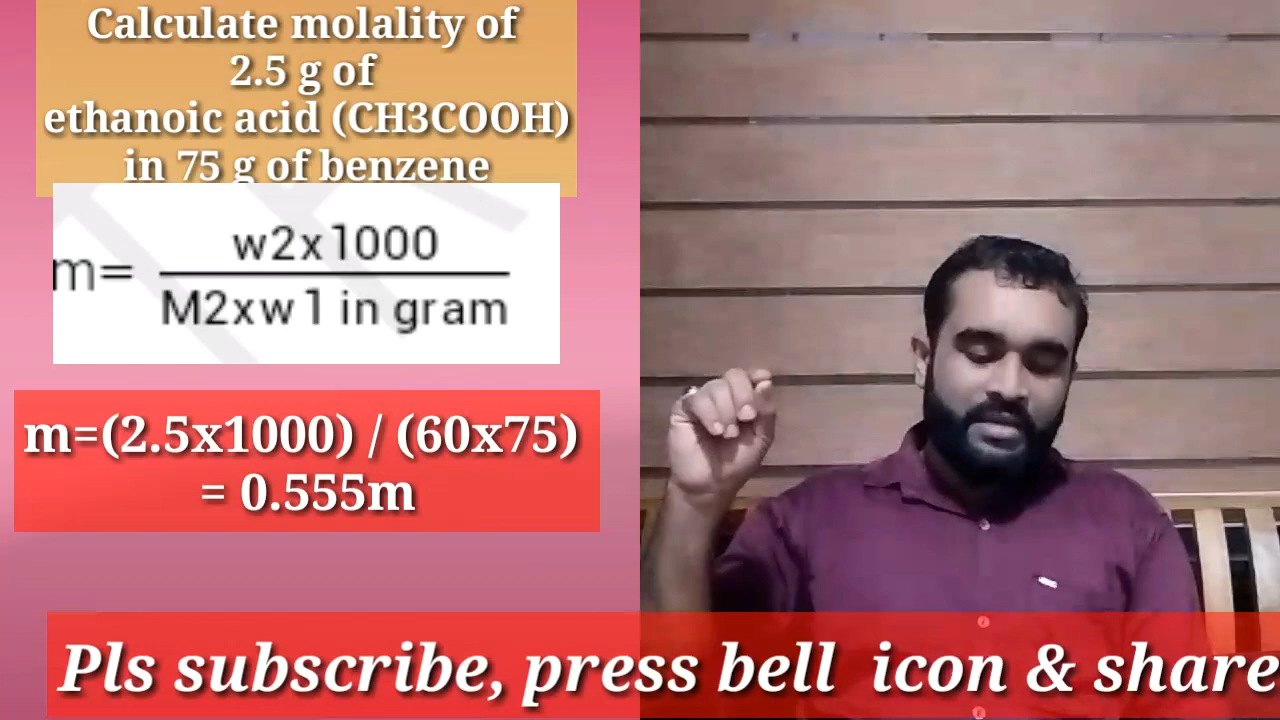 Calculate molality of
2.5 g of
ethanoic acid (CH3COOH)
in 75 g of benzene
m= w2x1000
M2xw1 in gram
m=(2.5x1000) / (60x75)
= 0.555m
Pls subscribe, press bell icon & share